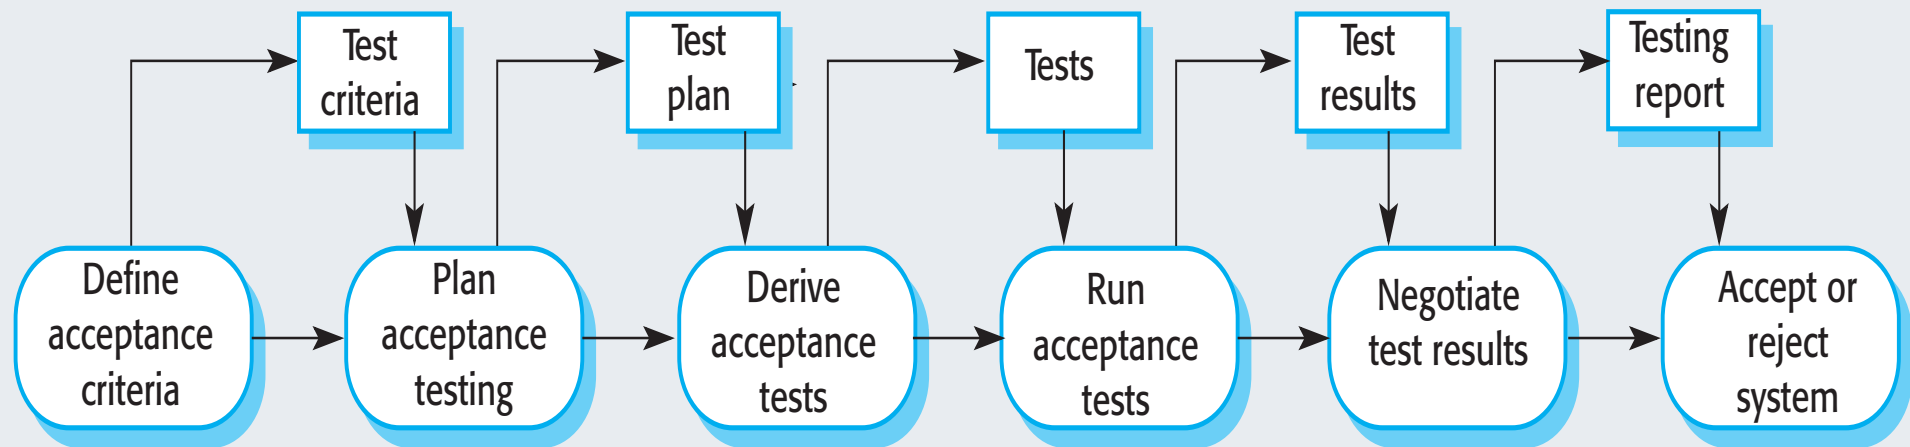 Test
criteria
Test
plan
Tests
Test
results
Testing
report
Define
acceptance
criteria
Plan
acceptance
testing
Derive
acceptance
tests
Run
acceptance
tests
Negotiate
test results
Accept or
reject
system